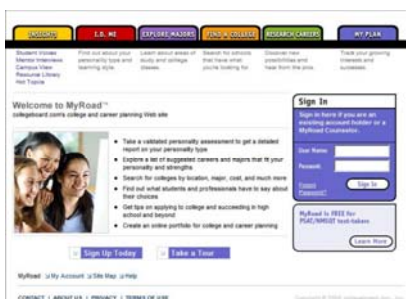 INSIGHTS
I.D. ME
EXPLORE MAJORS
FIND A COLLEGE
RESEARCH CAREERS
MY PLAN
Student Voices
Mentor Interviews
Campus View
Resource Library
Hot Topics
Find out about your
personality type and
learning style.
Learn about areas of
study and college
classes.
Search for schools
that have what
you're looking for.
Discover new
possibilities and
hear from the pros.
Track your growing
interests and
successes.
Welcome to MyRoad™
collegeboard.com's college and career planning Web site
Take a validated personality assessment to get a detailed
report on your personality type
Explore a list of suggested careers and majors that fit your
personality and strengths
Search for colleges by location, major, cost, and much more
Find out what students and professionals have to say about
their choices
Get tips on applying to college and succeeding in high
school and beyond
Create an online portfolio for college and career planning
Sign Up Today
Take a Tour
Sign In
Sign in here if you are an
existing account holder or a
MyRoad Counselor.
User Name:
Password:
Forgot
Password?
Sign In
MyRoad is FREE for
PSAT/NMSQT test-takers
Learn More
MyRoad My Account Site Map Help
CONTACT | ABOUT US | PRIVACY | TERMS OF USE